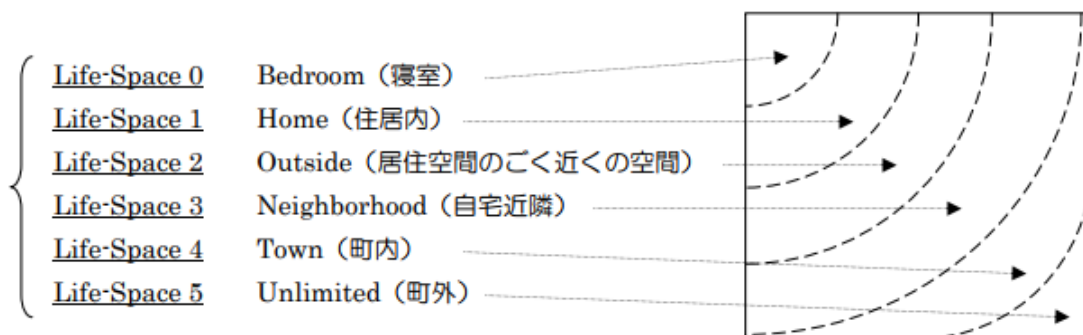 Life-Space 0 Bedroom（寝室）
Life-Space 1 Home（住居内）
Life-Space 2 Outside（居住空間のごく近くの空間）
Life-Space 3 Neighborhood（自宅近隣）
Life-Space 4 Town（町内）
Life-Space 5 Unlimited（町外）